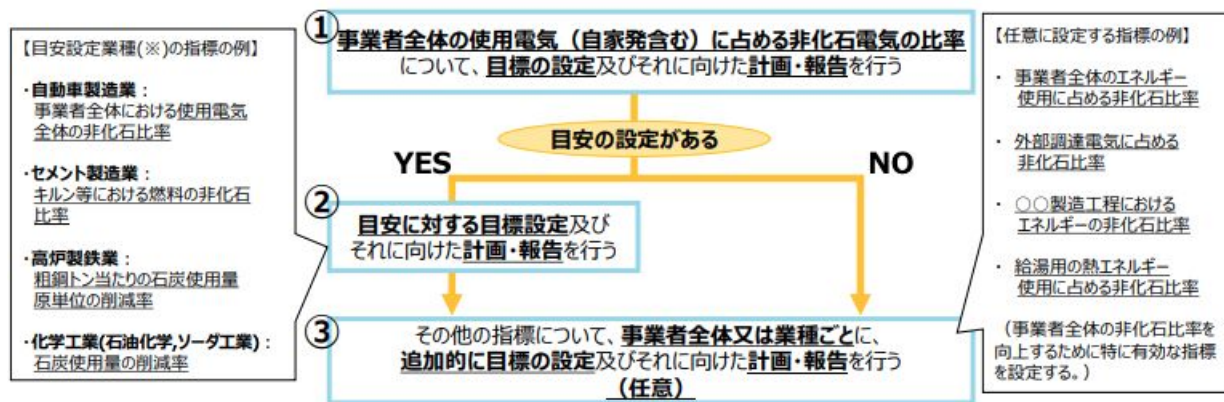 ①
事業者全体の使用電気（自家発含む）に占める非化石電気の比率
について、目標の設定及びそれに向けた計画・報告を行う
目安の設定がある
YES
NO
②
目安に対する目標設定及び
それに向けた計画・報告を行う
③
その他の指標について、事業者全体又は業種ごとに、
追加的に目標の設定及びそれに向けた計画・報告を行う
（任意）
【目安設定業種(※)の指標の例】
・自動車製造業：
事業者全体における使用電気
全体の非化石比率
・セメント製造業：
キルン等における燃料の非化石
比率
・高炉製鉄業：
粗鋼トン当たりの石炭使用量
原単位の削減率
・化学工業(石油化学,ソーダ工業)：
石炭使用量の削減率
【任意に設定する指標の例】
・ 事業者全体のエネルギー
使用に占める非化石比率
・ 外部調達電気に占める
非化石比率
・ ○○製造工程における
エネルギーの非化石比率
・ 給湯用の熱エネルギー
使用に占める非化石比率
（事業者全体の非化石比率を
向上するために特に有効な指標
を設定する。）